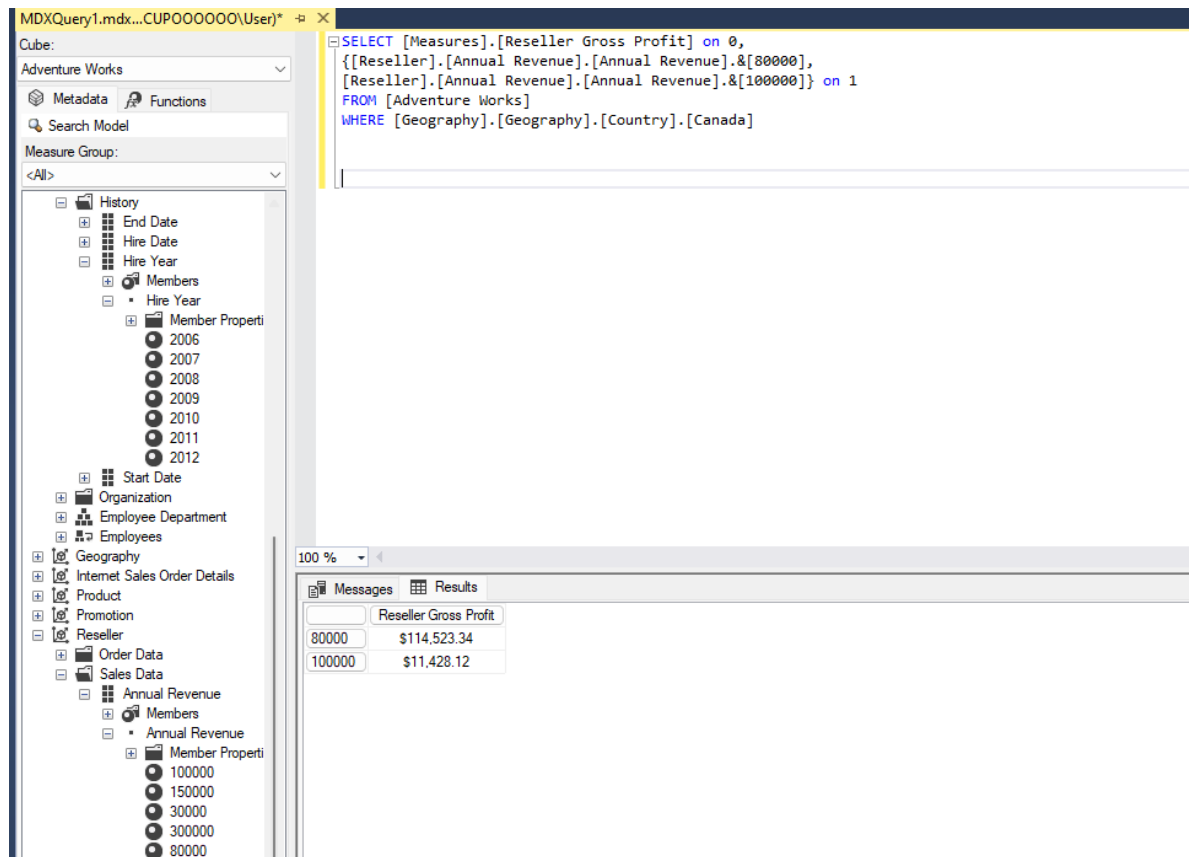 MDXQuery1.mdx...CUPOOOOOO\User)*
Cube:
Adventure Works
Metadata Functions
Search Model
Measure Group:
<All>
History
End Date
Hire Date
Hire Year
Members
Hire Year
Member Properti
2006
2007
2008
2009
2010
2011
2012
Start Date
Organization
Employee Department
Employees
Geography
Internet Sales Order Details
Product
Promotion
Reseller
Order Data
Sales Data
Annual Revenue
Members
Annual Revenue
Member Properti
100000
150000
30000
300000
80000
SELECT [Measures].[Reseller Gross Profit] on 0,
{[Reseller].[Annual Revenue].[Annual Revenue].&[80000],
[Reseller].[Annual Revenue].[Annual Revenue].&[100000]} on 1
FROM [Adventure Works]
WHERE [Geography].[Geography].[Country].[Canada]
100 %
Messages Results
Reseller Gross Profit
80000 $114,523.34
100000 $11,428.12